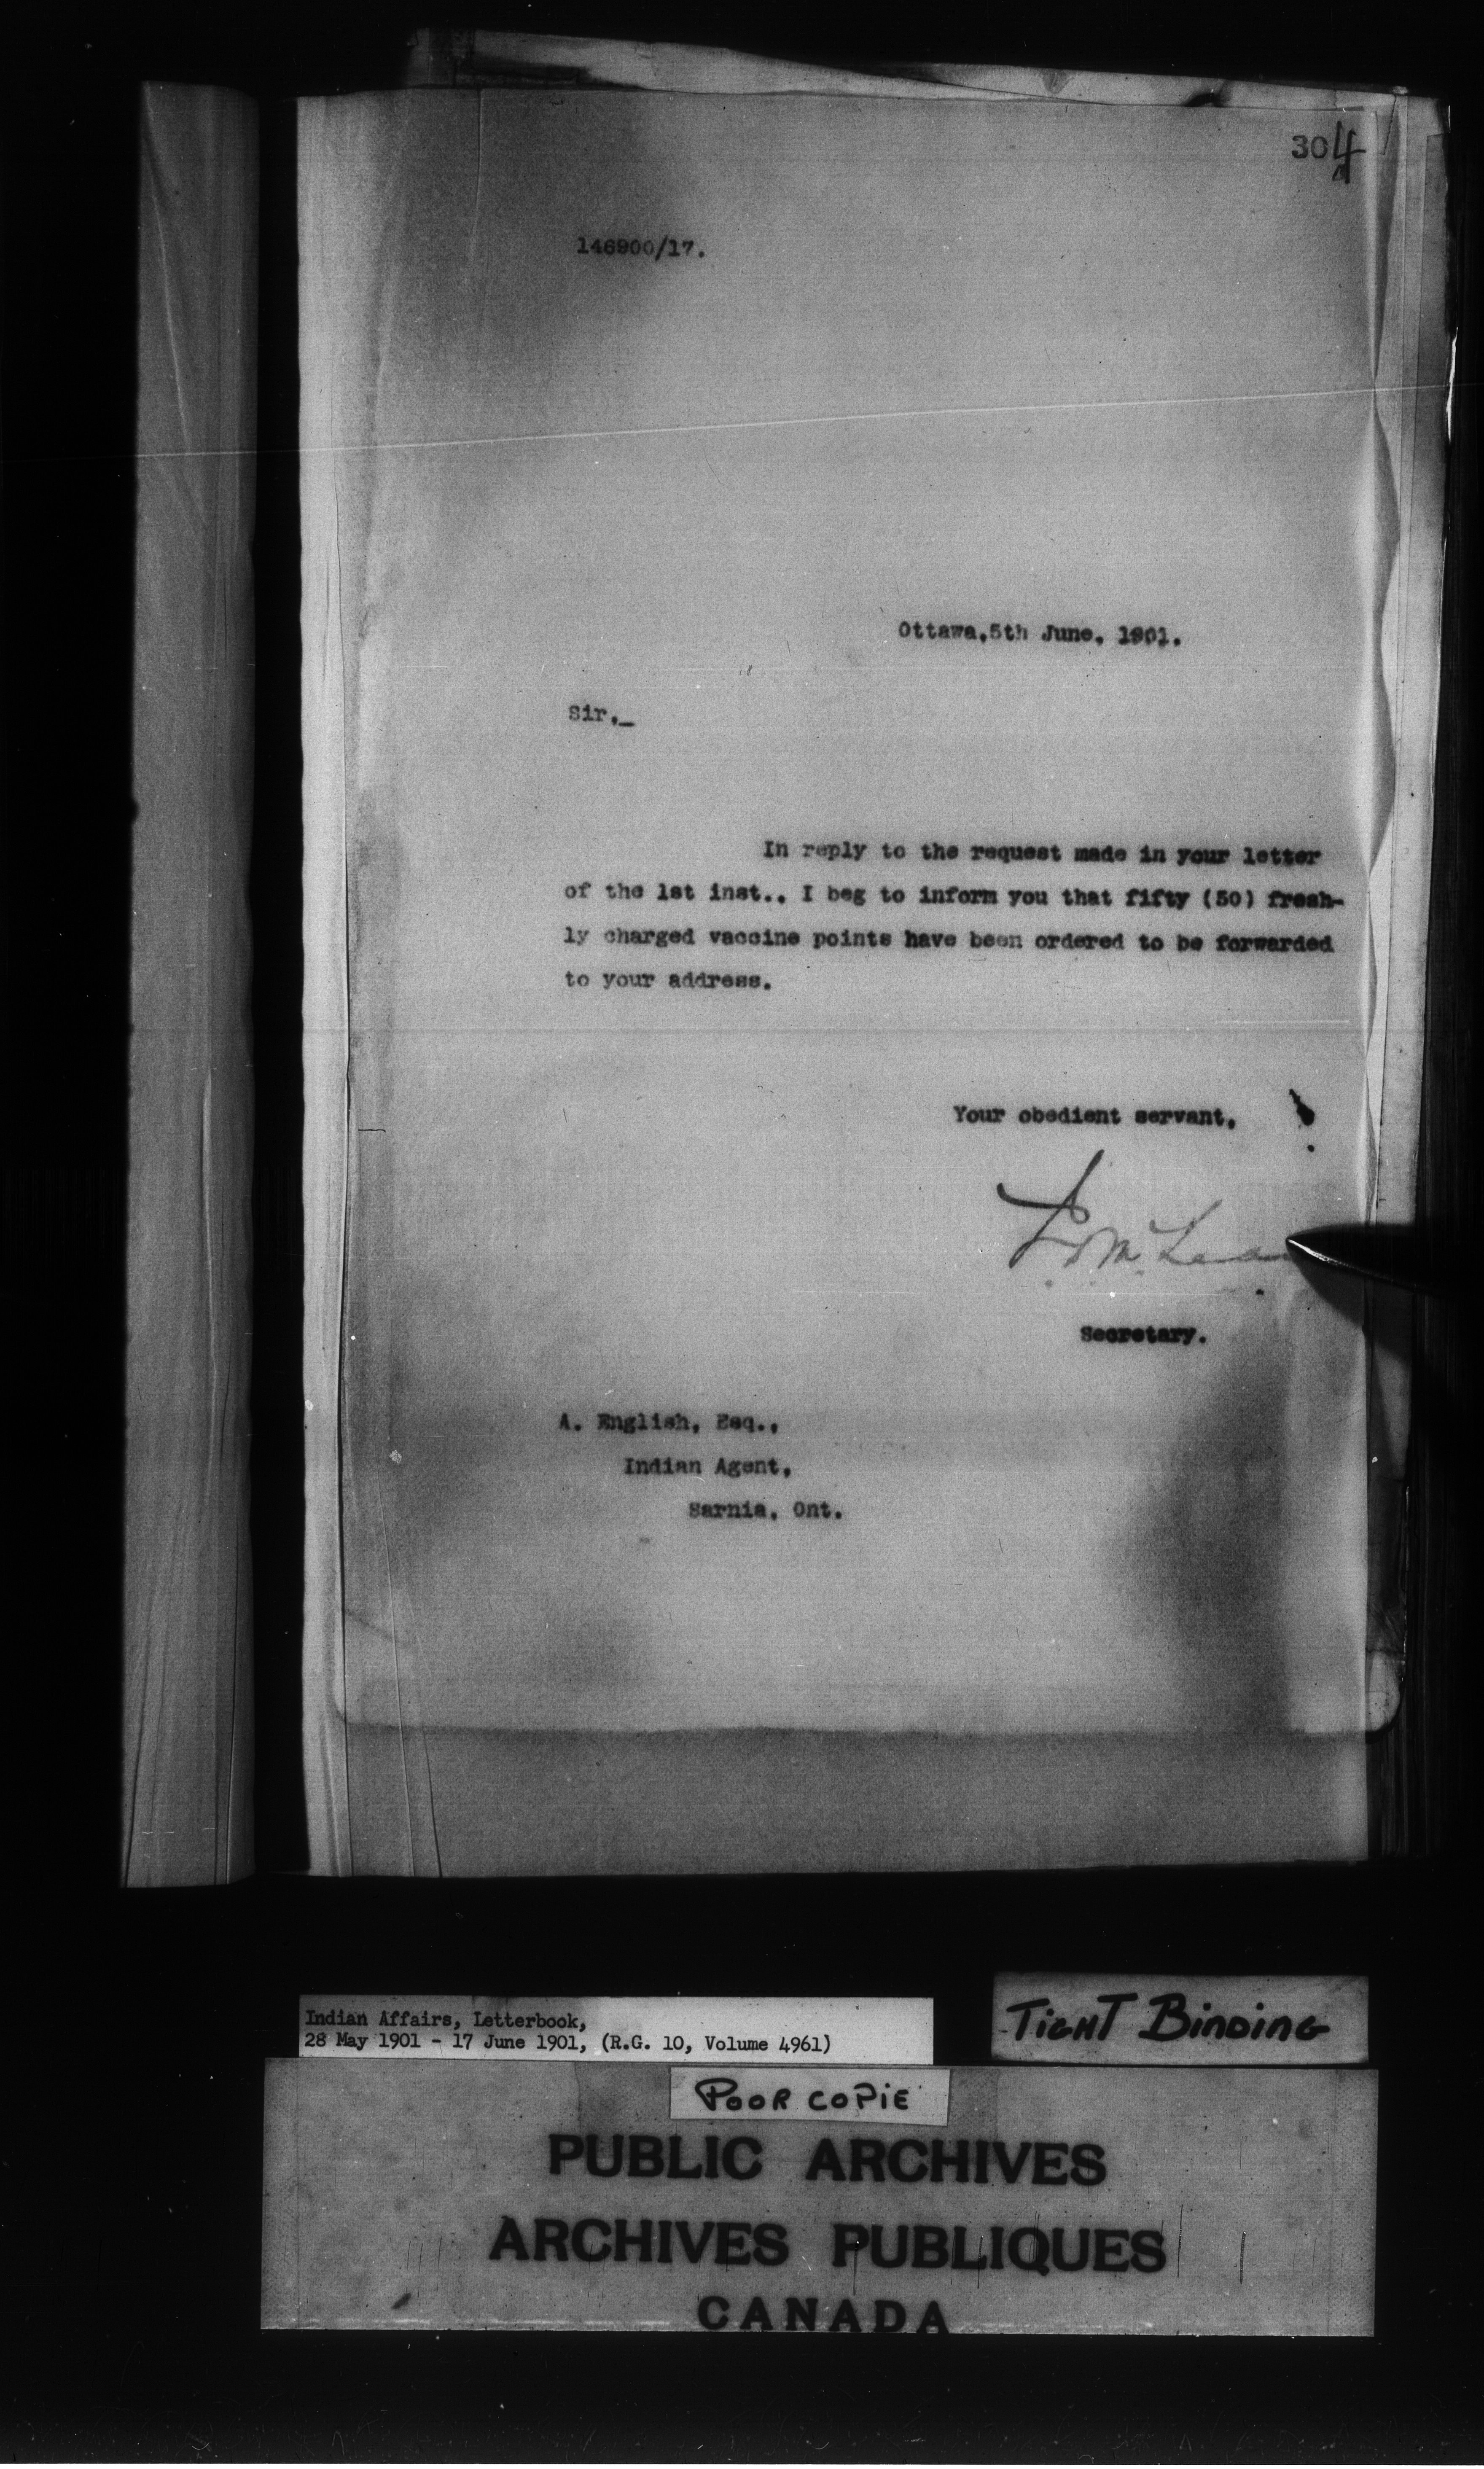 304
146900/17.
Ottawa,5th June, 1901.
Sir,_
In reply to the request made in your letter
of the 1st inst., I beg to inform you that fifty (50) fresh-
ly charged vaccine points have been ordered to be forwarded
to your address.
Your obedient servant,
McLean
Secretary.
A. English, Esq.,
Indian Agent,
Sarnia, Ont.
Indian Affairs, Letterbook,
28 May 1901 - 17 June 1901, (R.G. 10, Volume 4961)
TIGHT BINDING
POOR COPIE
PUBLIC ARCHIVES
ARCHIVES PUBLIQUES
CANADA